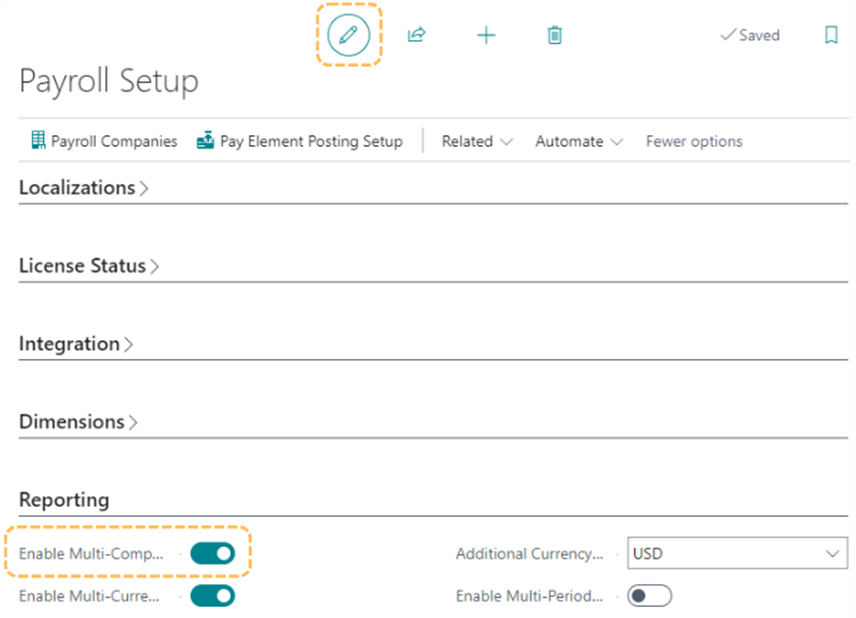 Saved
Payroll Setup
Payroll Companies Pay Element Posting Setup Related Automate Fewer options
Localizations
License Status
Integration
Dimensions
Reporting
Enable Multi-Comp... Additional Currency... USD
Enable Multi-Curre... Enable Multi-Period...